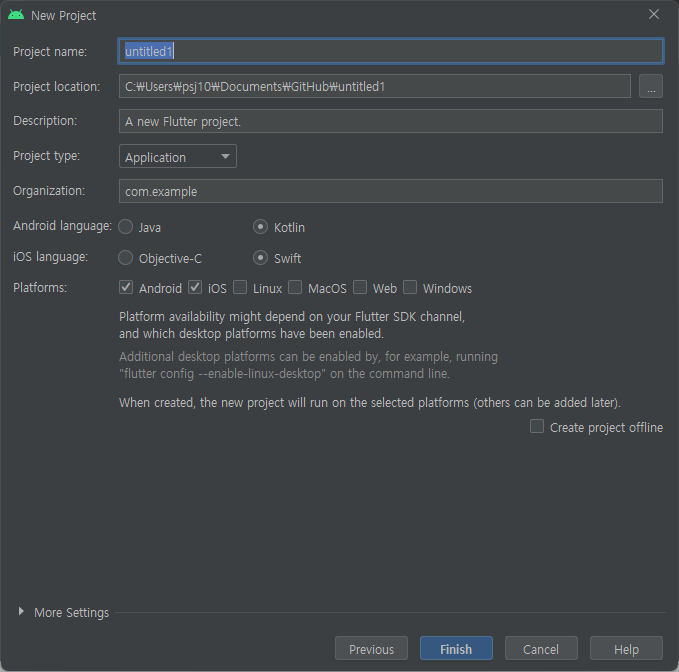 New Project
Project name: untitled1
Project location: C:₩Users₩psj10₩Documents₩GitHub₩untitled1 ...
Description: A new Flutter project.
Project type: Application
Organization: com.example
Android language: Java Kotlin
iOS language: Objective-C Swift
Platforms: Android iOS Linux MacOS Web Windows
Platform availability might depend on your Flutter SDK channel,
and which desktop platforms have been enabled.
Additional desktop platforms can be enabled by, for example, running
"flutter config --enable-linux-desktop" on the command line.
When created, the new project will run on the selected platforms (others can be added later).
Create project offline
More Settings
Previous Finish Cancel Help